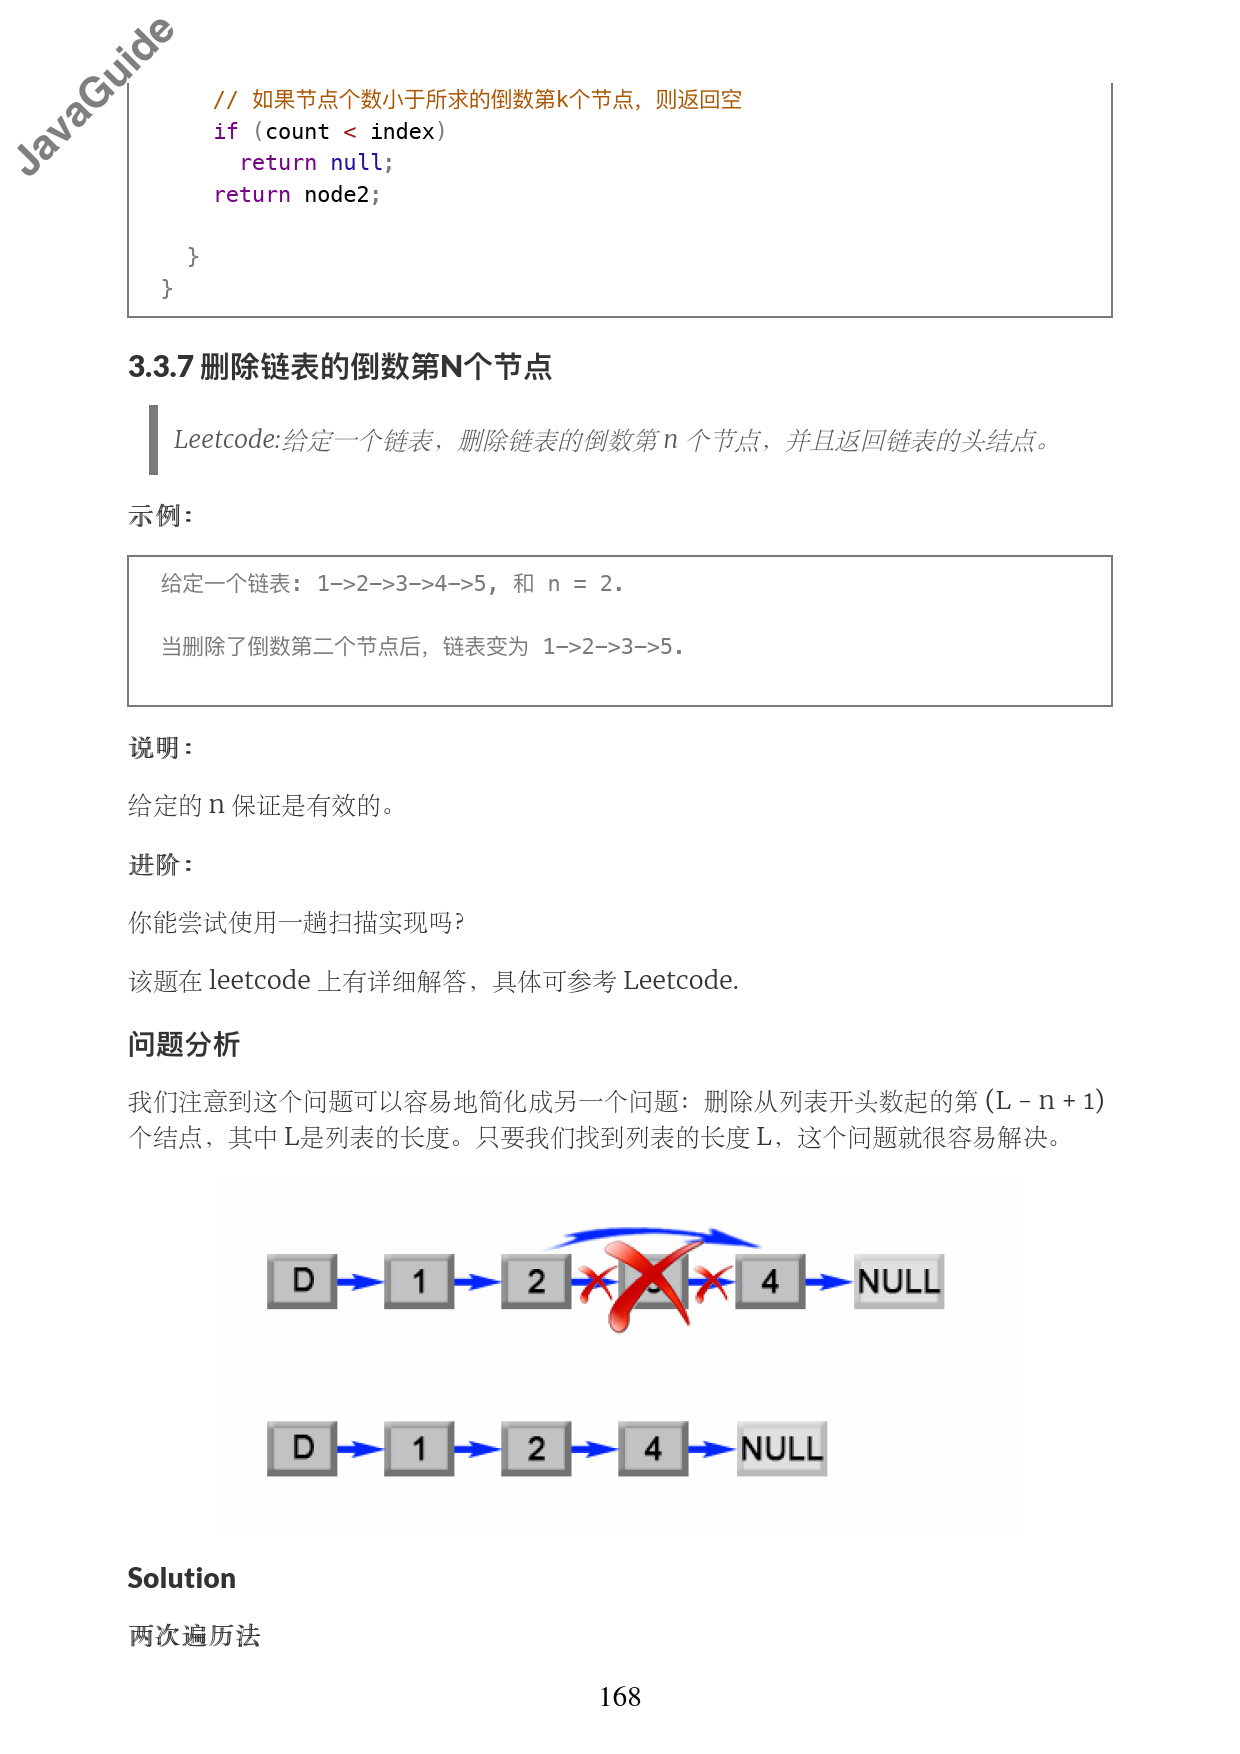 JavaGuide
// 如果节点个数小于所求的倒数第k个节点，则返回空
if (count < index)
return null;
return node2;
}
}
3.3.7 删除链表的倒数第N个节点
Leetcode:给定一个链表，删除链表的倒数第 n 个节点，并且返回链表的头结点。
示例：
给定一个链表: 1->2->3->4->5, 和 n = 2.
当删除了倒数第二个节点后，链表变为 1->2->3->5.
说明：
给定的 n 保证是有效的。
进阶：
你能尝试使用一趟扫描实现吗？
该题在 leetcode 上有详细解答，具体可参考 Leetcode.
问题分析
我们注意到这个问题可以容易地简化成另一个问题：删除从列表开头数起的第 (L - n + 1)
个结点，其中 L是列表的长度。只要我们找到列表的长度 L，这个问题就很容易解决。
D 1 2 4 NULL
D 1 2 4 NULL
Solution
两次遍历法
168